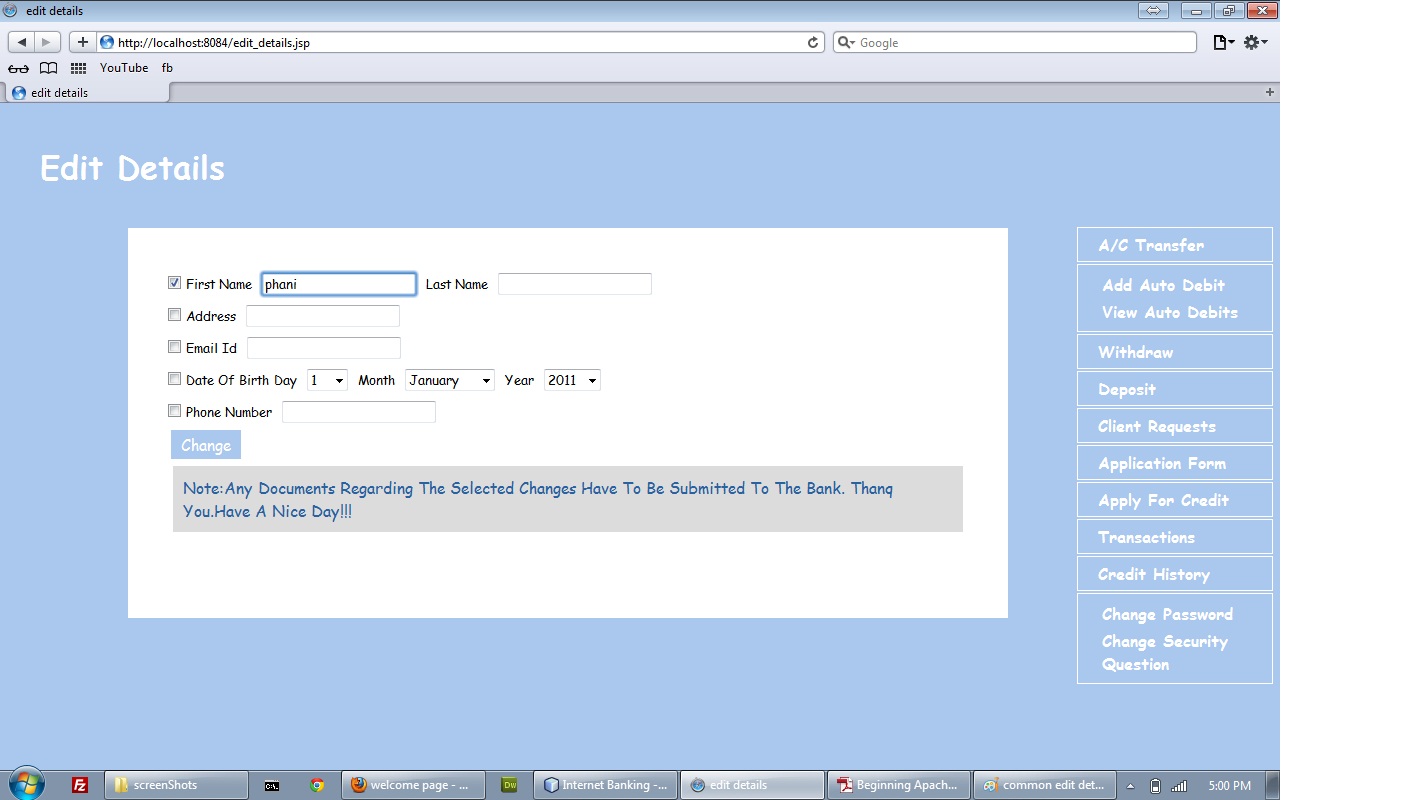 edit details
http://localhost:8084/edit_details.jsp
Google
YouTube fb
edit details
Edit Details
First Name phani Last Name
Address
Email Id
Date Of Birth Day 1 Month January Year 2011
Phone Number
Change
Note:Any Documents Regarding The Selected Changes Have To Be Submitted To The Bank. Thanq
You.Have A Nice Day!!!
A/C Transfer
Add Auto Debit
View Auto Debits
Withdraw
Deposit
Client Requests
Application Form
Apply For Credit
Transactions
Credit History
Change Password
Change Security
Question
screenShots welcome page - ... Dw Internet Banking -... edit details Beginning Apach... common edit det... 5:00 PM